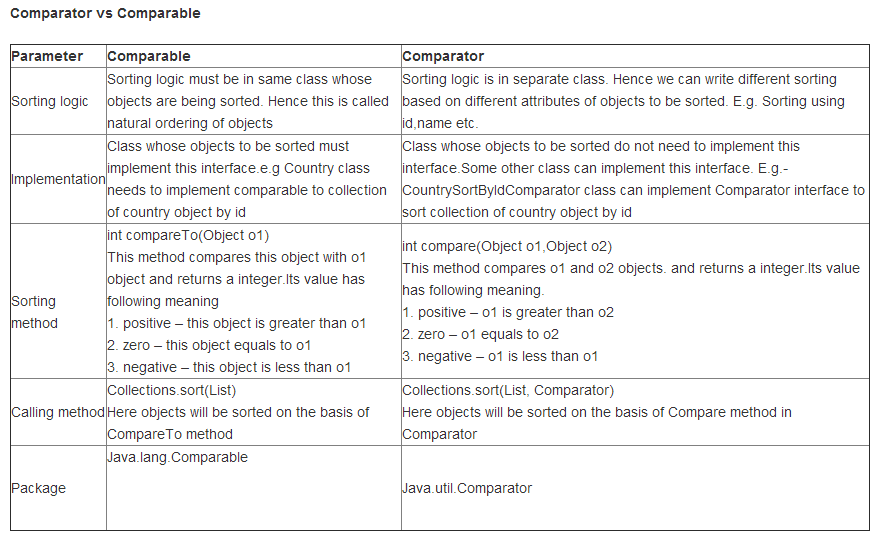 Comparator vs Comparable
Parameter
Comparable
Comparator
Sorting logic
Sorting logic must be in same class whose
objects are being sorted. Hence this is called
natural ordering of objects
Sorting logic is in separate class. Hence we can write different sorting
based on different attributes of objects to be sorted. E.g. Sorting using
id,name etc.
Implementation
Class whose objects to be sorted must
implement this interface.e.g Country class
needs to implement comparable to collection
of country object by id
Class whose objects to be sorted do not need to implement this
interface.Some other class can implement this interface. E.g.-
CountrySortByIdComparator class can implement Comparator interface to
sort collection of country object by id
Sorting
method
int compareTo(Object o1)
This method compares this object with o1
object and returns a integer.Its value has
following meaning
1. positive – this object is greater than o1
2. zero – this object equals to o1
3. negative – this object is less than o1
int compare(Object o1,Object o2)
This method compares o1 and o2 objects. and returns a integer.Its value
has following meaning.
1. positive – o1 is greater than o2
2. zero – o1 equals to o2
3. negative – o1 is less than o1
Calling method
Collections.sort(List)
Here objects will be sorted on the basis of
CompareTo method
Collections.sort(List, Comparator)
Here objects will be sorted on the basis of Compare method in
Comparator
Package
Java.lang.Comparable
Java.util.Comparator